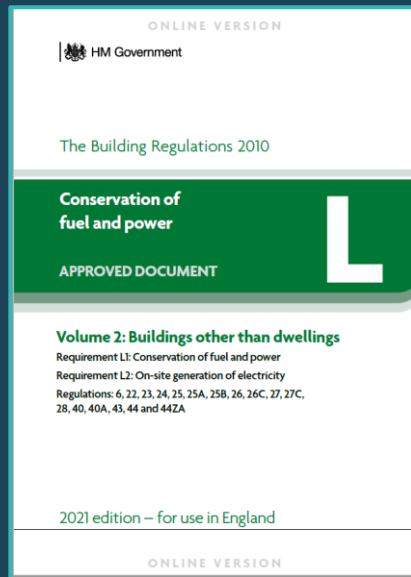 ONLINE VERSION
HM Government
The Building Regulations 2010
Conservation of
fuel and power
APPROVED DOCUMENT
L
Volume 2: Buildings other than dwellings
Requirement L1: Conservation of fuel and power
Requirement L2: On-site generation of electricity
Regulations: 6, 22, 23, 24, 25, 25A, 25B, 26, 26C, 27, 27C,
28, 40, 40A, 43, 44 and 44ZA
2021 edition – for use in England
ONLINE VERSION